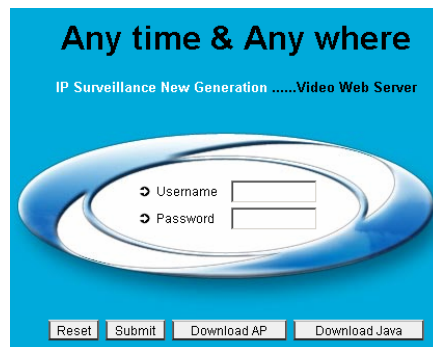 Any time & Any where
IP Surveillance New Generation ......Video Web Server
Username
Password
Reset Submit Download AP Download Java